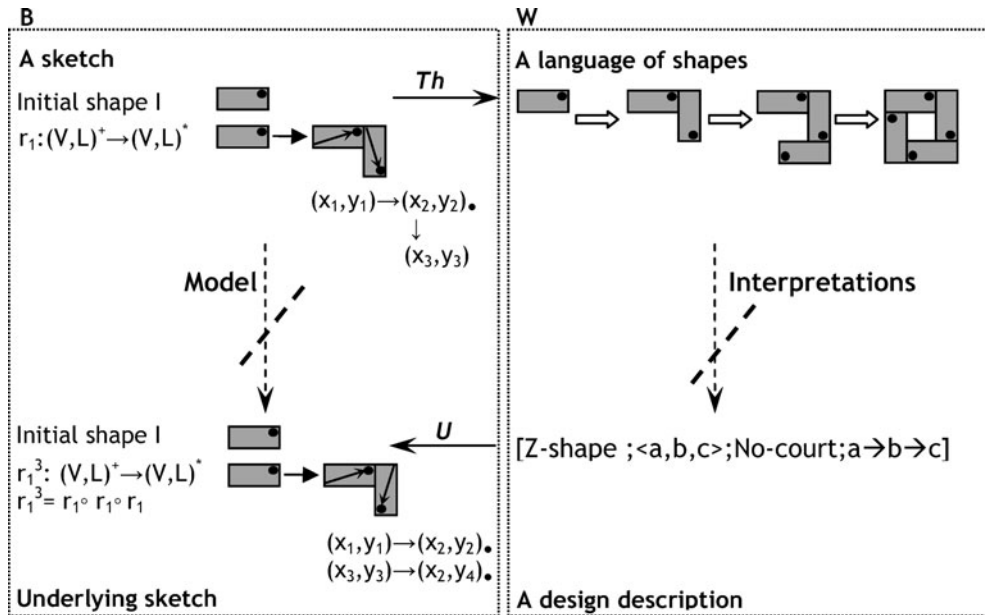 B
A sketch
Initial shape I
r₁:(V,L)⁺→(V,L)*
(x₁,y₁)→(x₂,y₂).
↓
(x₃,y₃)
Model
Initial shape I
r₁³: (V,L)⁺→(V,L)*
r₁³= r₁∘ r₁∘ r₁
(x₁,y₁)→(x₂,y₂).
(x₃,y₃)→(x₂,y₄).
Underlying sketch
Th
U
W
A language of shapes
Interpretations
[Z-shape ;<a,b,c>;No-court;a→b→c]
A design description